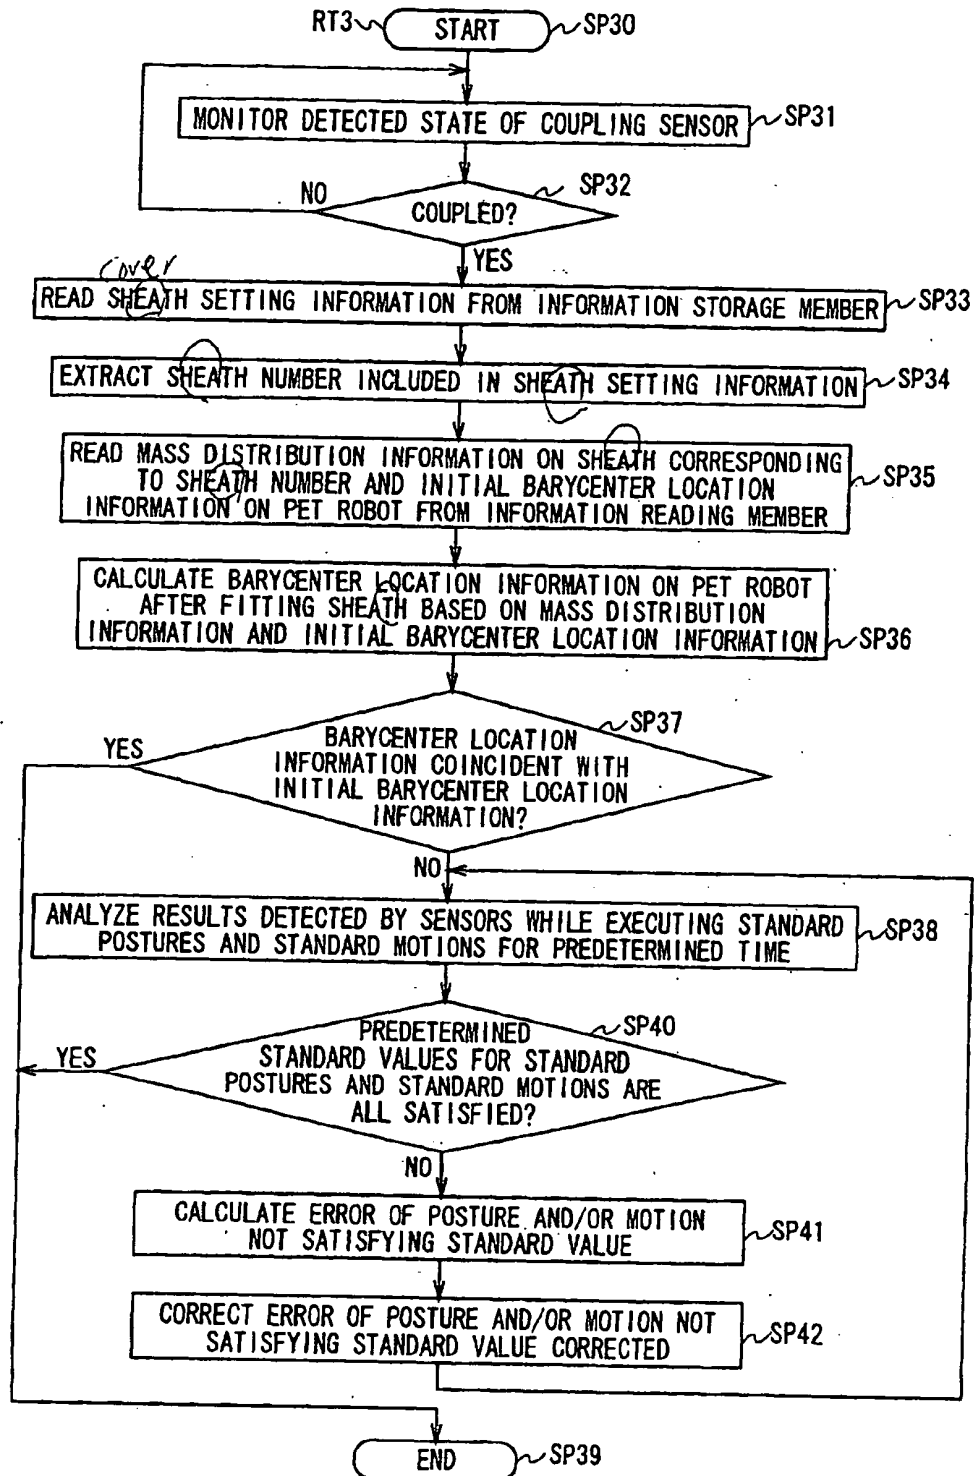 RT3
START
SP30
MONITOR DETECTED STATE OF COUPLING SENSOR
SP31
SP32
NO
COUPLED?
YES
cover
READ SHEATH SETTING INFORMATION FROM INFORMATION STORAGE MEMBER
SP33
EXTRACT SHEATH NUMBER INCLUDED IN SHEATH SETTING INFORMATION
SP34
READ MASS DISTRIBUTION INFORMATION ON SHEATH CORRESPONDING
TO SHEATH NUMBER AND INITIAL BARYCENTER LOCATION
INFORMATION ON PET ROBOT FROM INFORMATION READING MEMBER
SP35
CALCULATE BARYCENTER LOCATION INFORMATION ON PET ROBOT
AFTER FITTING SHEATH BASED ON MASS DISTRIBUTION
INFORMATION AND INITIAL BARYCENTER LOCATION INFORMATION
SP36
SP37
YES
BARYCENTER LOCATION
INFORMATION COINCIDENT WITH
INITIAL BARYCENTER LOCATION
INFORMATION?
NO
ANALYZE RESULTS DETECTED BY SENSORS WHILE EXECUTING STANDARD
POSTURES AND STANDARD MOTIONS FOR PREDETERMINED TIME
SP38
SP40
YES
PREDETERMINED
STANDARD VALUES FOR STANDARD
POSTURES AND STANDARD MOTIONS ARE
ALL SATISFIED?
NO
CALCULATE ERROR OF POSTURE AND/OR MOTION
NOT SATISFYING STANDARD VALUE
SP41
CORRECT ERROR OF POSTURE AND/OR MOTION NOT
SATISFYING STANDARD VALUE CORRECTED
SP42
END
SP39